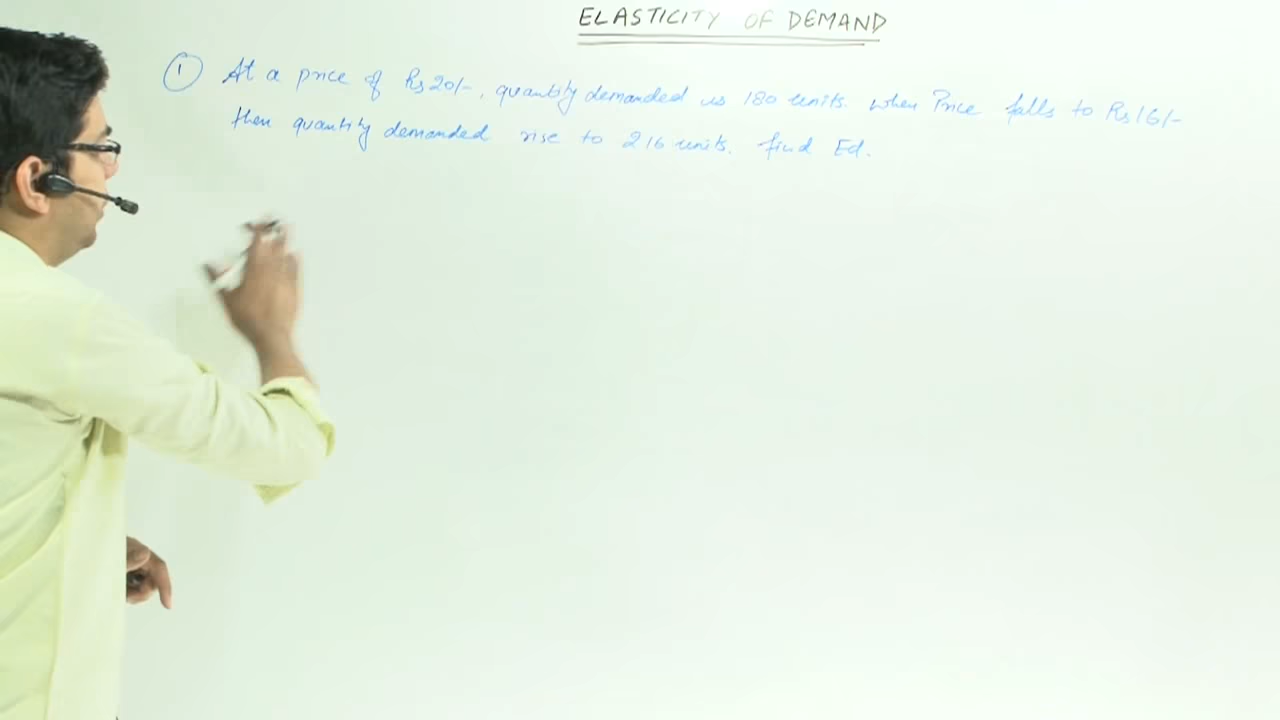 ELASTICITY OF DEMAND
① At a price of Rs 20/-, quantity demanded is 180 units. when Price falls to Rs 16/-
then quantity demanded rise to 216 units. find Ed.